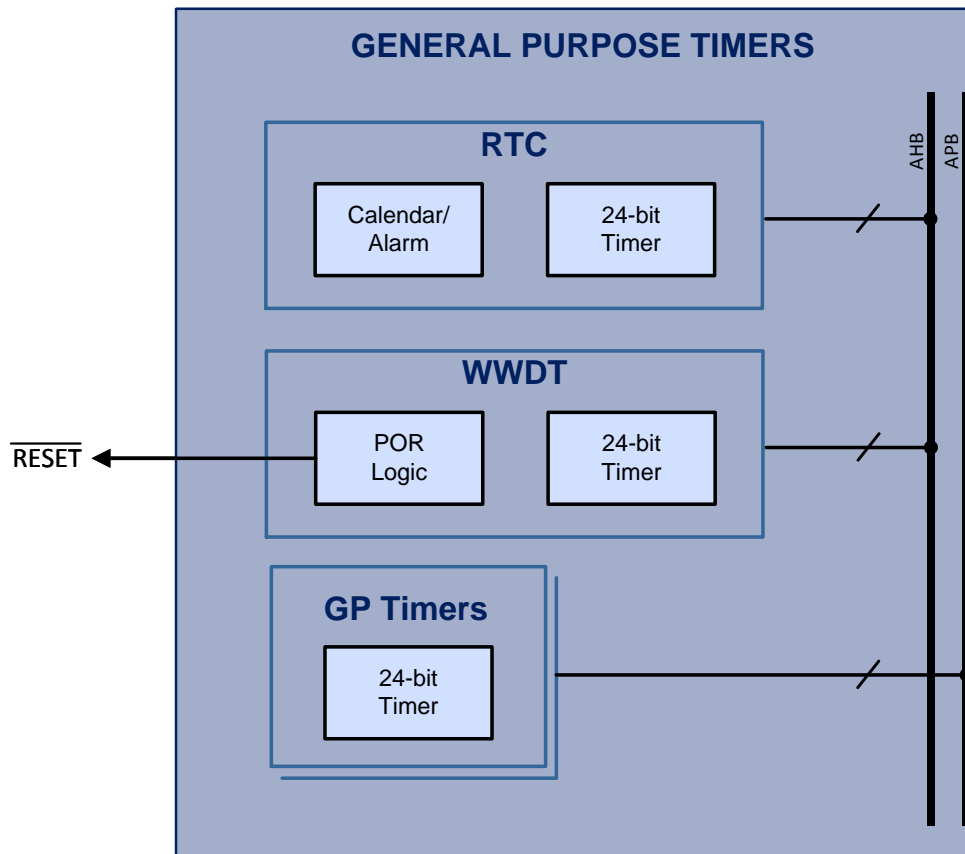 GENERAL PURPOSE TIMERS
AHB
APB
RTC
Calendar/
Alarm
24-bit
Timer
WWDT
RESET
POR
Logic
24-bit
Timer
GP Timers
24-bit
Timer